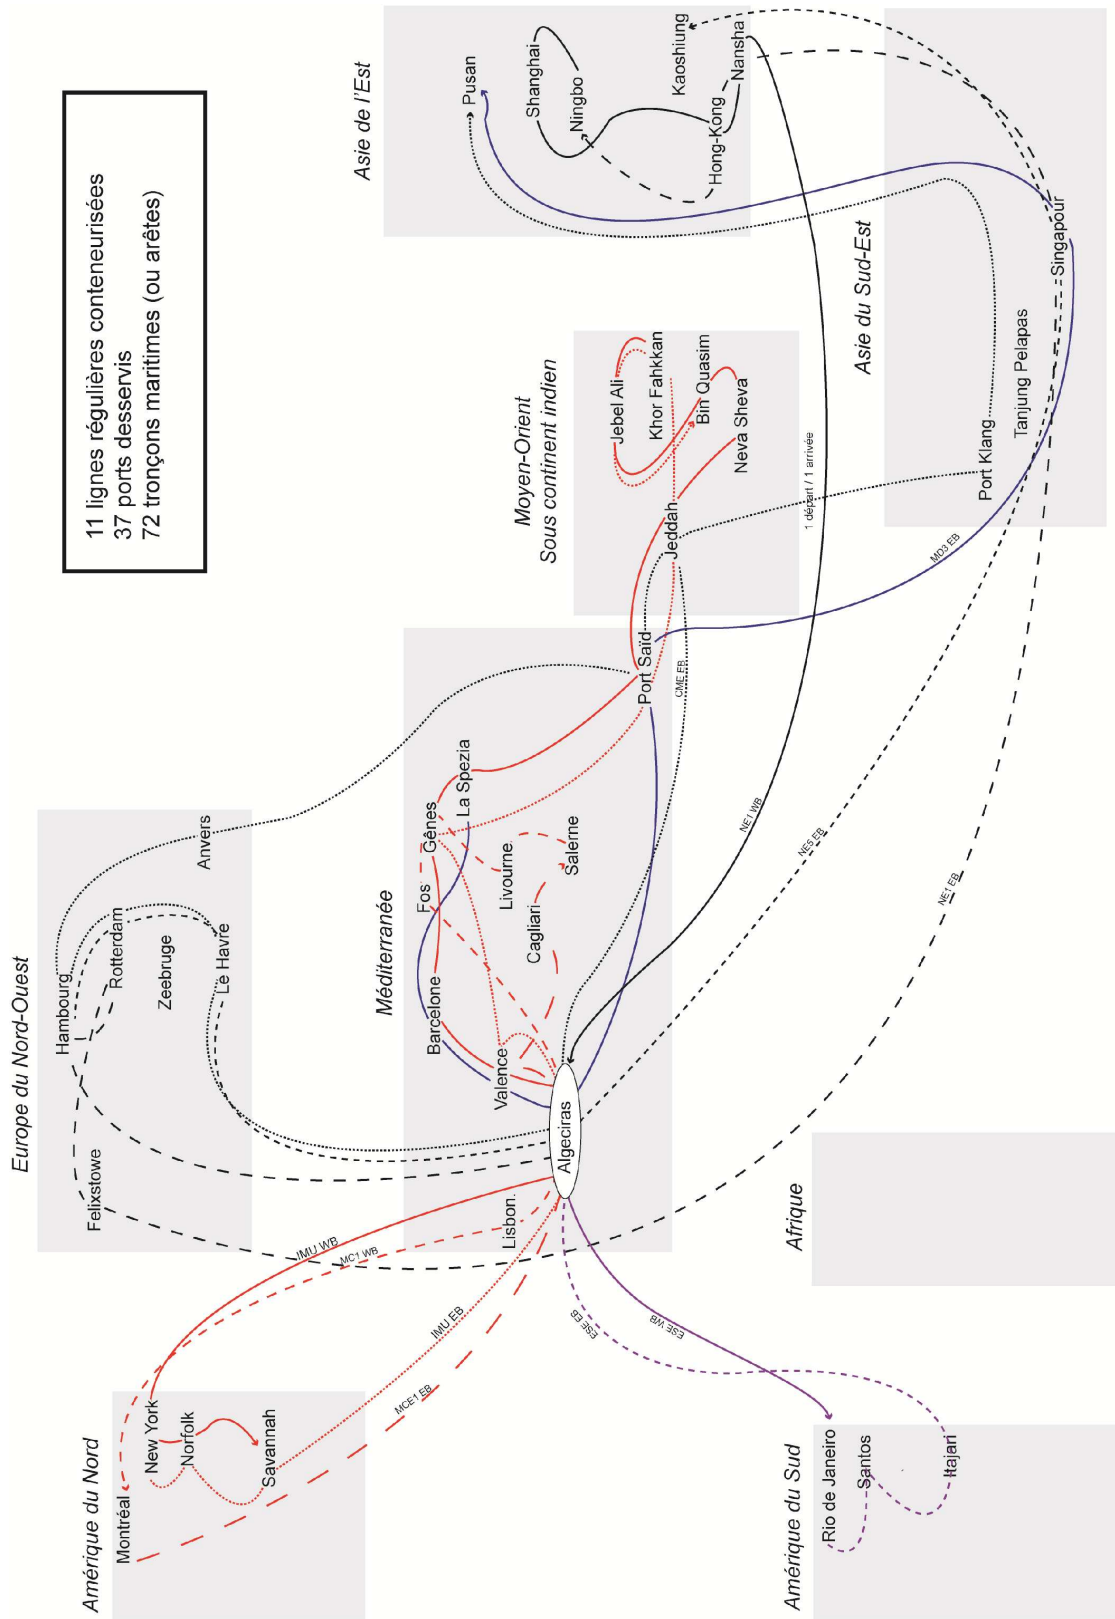 11 lignes régulières conteneurisées
37 ports desservis
72 tronçons maritimes (ou arêtes)
Amérique du Nord
Montréal
New York
Norfolk
Savannah
Europe du Nord-Ouest
Felixstowe
Hambourg
Rotterdam
Zeebruge
Le Havre
Anvers
Méditerranée
Barcelone
Fos
Gênes
La Spezia
Valence
Livourne
Cagliari
Salerne
Lisbon.
Algeciras
Port Saïd
Moyen-Orient
Sous continent indien
Jebel Ali
Khor Fahkkan
Bin Quasim
Neva Sheva
Jeddah
Asie de l'Est
Pusan
Shanghai
Ningbo
Kaoshiung
Hong-Kong
Nansha
Asie du Sud-Est
Port Klang
Tanjung Pelapas
Singapour
Amérique du Sud
Rio de Janeiro
Santos
Itajari
Afrique
IMU WB
MC1 WB
IMU EB
MCE1 EB
ESE EB
ESE WB
CME EB
NE1 WB
NE5 EB
NE1 EB
MD3 EB
1 départ / 1 arrivée